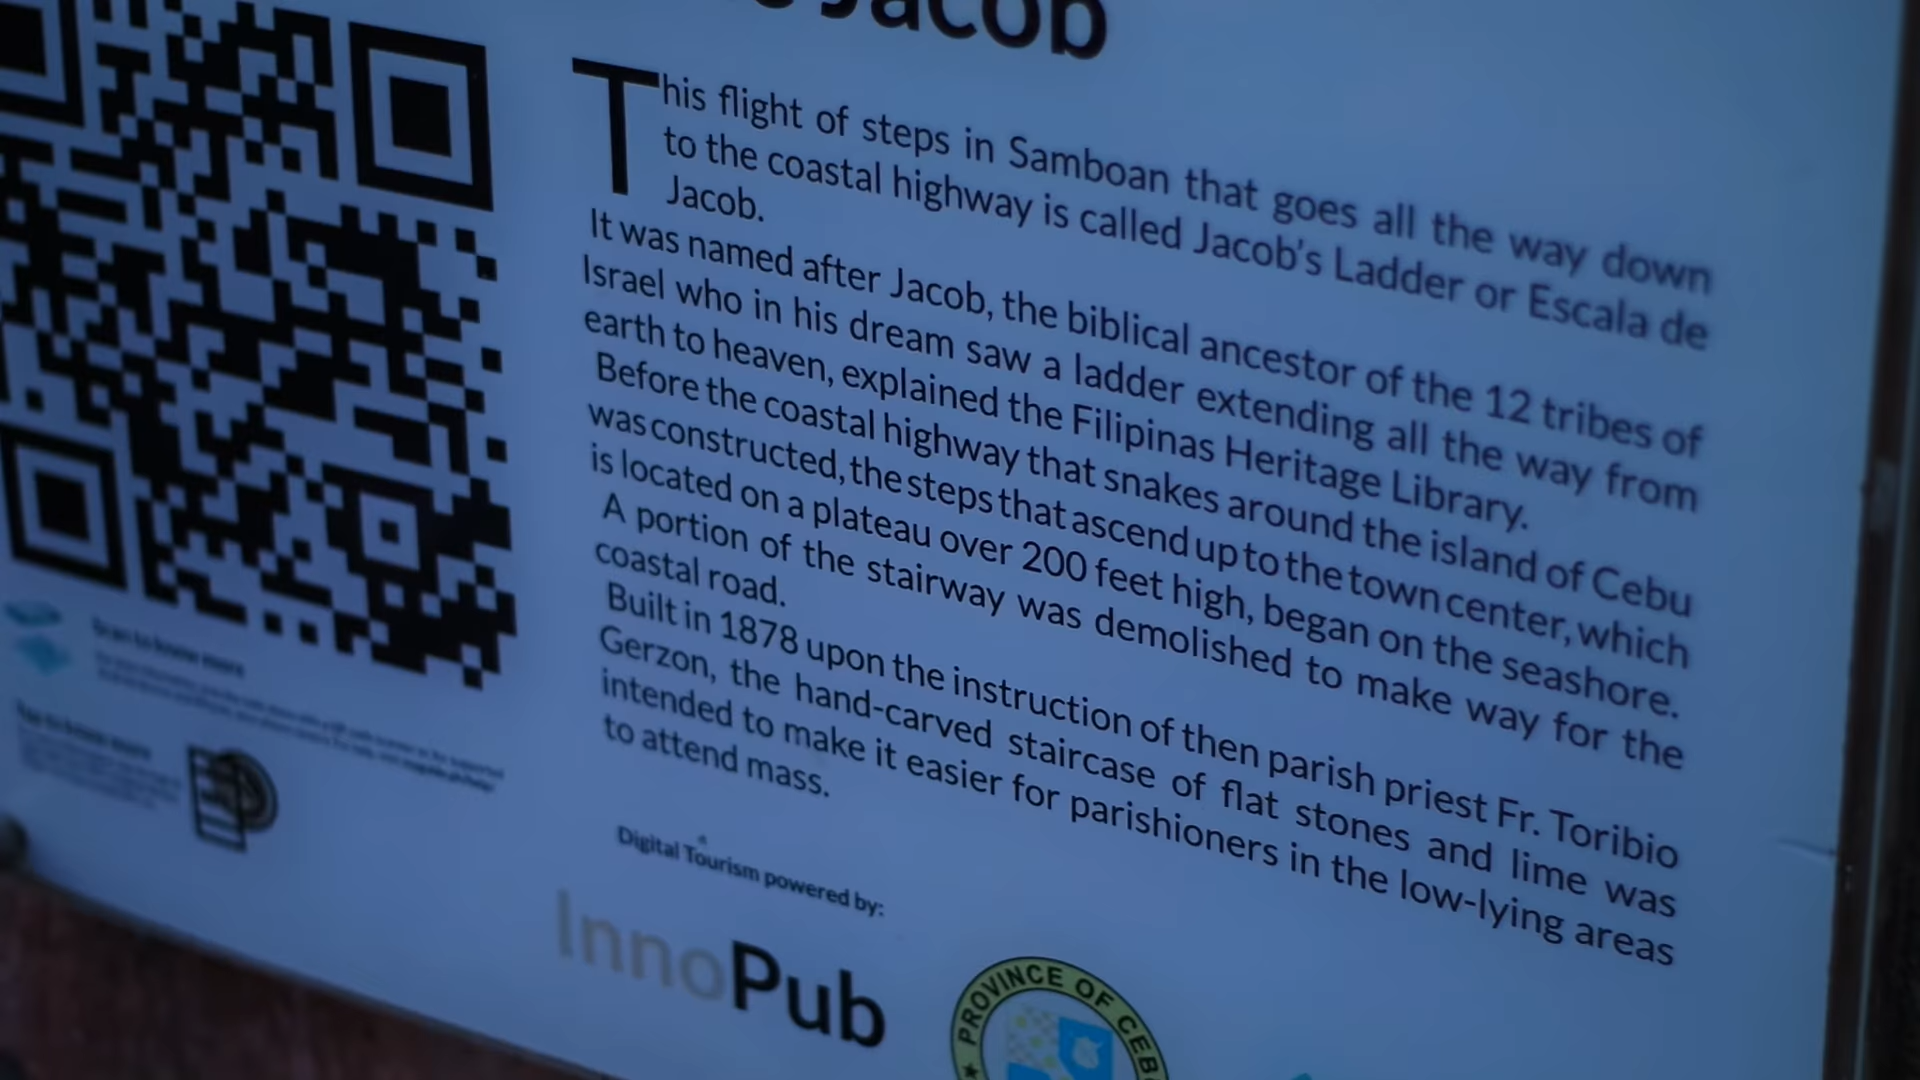 Jacob
This flight of steps in Samboan that goes all the way down
to the coastal highway is called Jacob's Ladder or Escala de
Jacob.
It was named after Jacob, the biblical ancestor of the 12 tribes of
Israel who in his dream saw a ladder extending all the way from
earth to heaven, explained the Filipinas Heritage Library.
Before the coastal highway that snakes around the island of Cebu
was constructed, the steps that ascend up to the town center, which
is located on a plateau over 200 feet high, began on the seashore.
A portion of the stairway was demolished to make way for the
coastal road.
Built in 1878 upon the instruction of then parish priest Fr. Toribio
Gerzon, the hand-carved staircase of flat stones and lime was
intended to make it easier for parishioners in the low-lying areas
to attend mass.
Scan to know more
Tap to know more
Digital Tourism powered by:
InnoPub
PROVINCE OF CEB